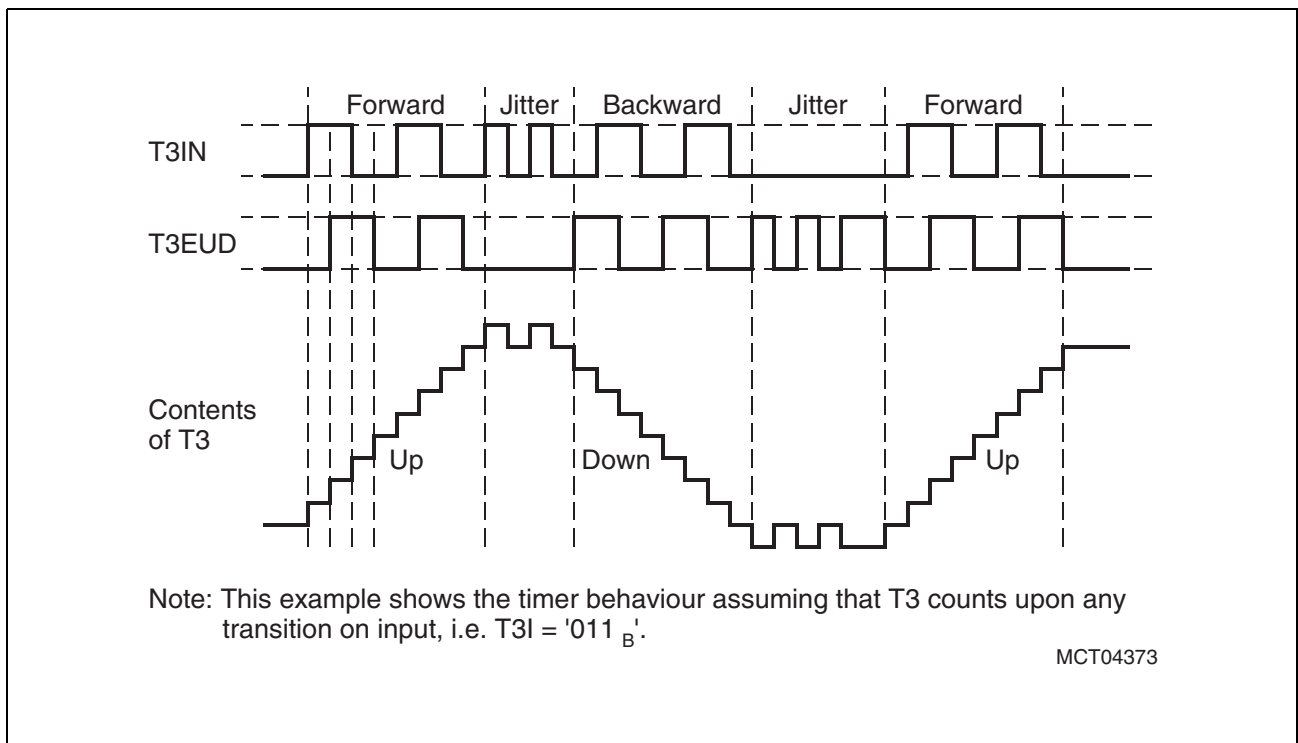 Forward Jitter Backward Jitter Forward
T3IN
T3EUD
Contents
of T3
Up Down Up
Note: This example shows the timer behaviour assuming that T3 counts upon any
transition on input, i.e. T3I = '011 B'.
MCT04373